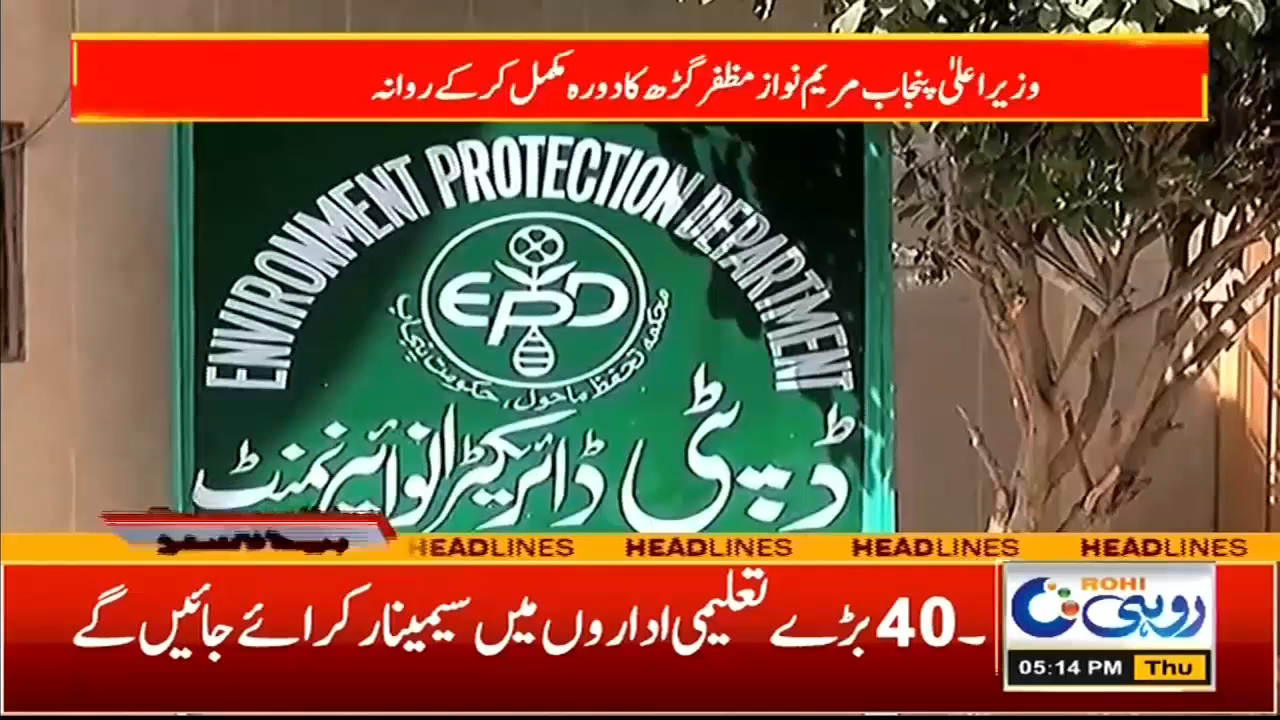 وزیراعلیٰ پنجاب مریم نواز مظفر گڑھ کا دورہ مکمل کر کے روانہ
ENVIRONMENT PROTECTION DEPARTMENT
EPD
محکمہ تحفظ ماحول، حکومت پنجاب
ڈپٹی ڈائریکٹر انوائیرنمنٹ
HEADLINES HEADLINES HEADLINES HEADLINES
۔40 بڑے تعلیمی اداروں میں سیمینار کرائے جائیں گے
ROHI
روہی
05:14 PM Thu